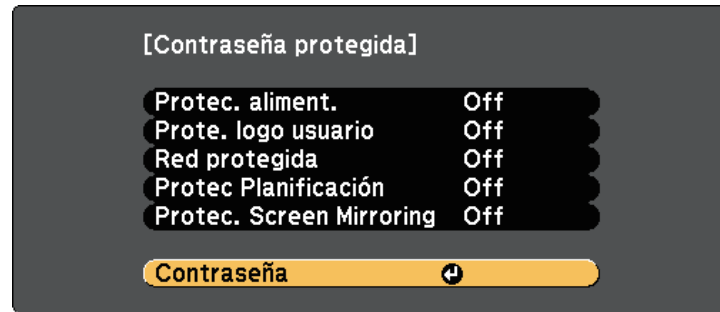 [Contraseña protegida]
Protec. aliment. Off
Prote. logo usuario Off
Red protegida Off
Protec Planificación Off
Protec. Screen Mirroring Off
Contraseña